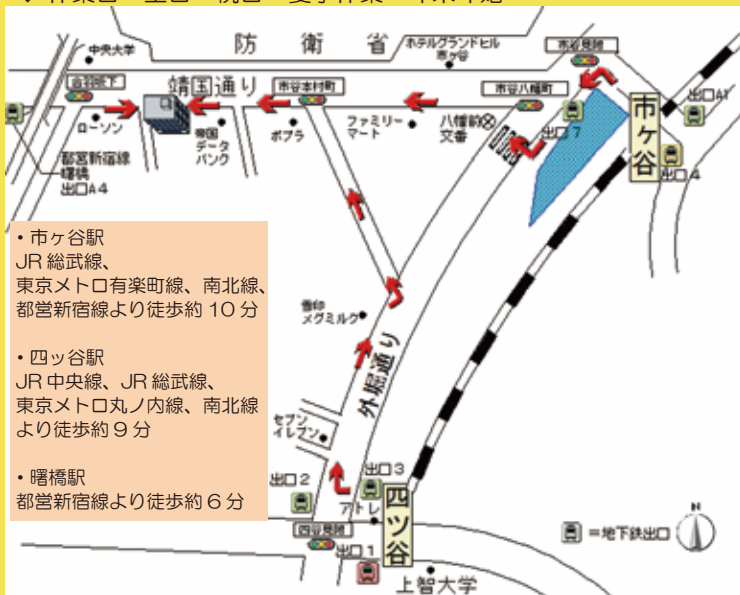 防衛省
中央大学
ホテルグランドヒル
市ヶ谷
市谷見附
合羽坂下
靖国通り
市谷本村町
市谷八幡町
出口A1
ローソン
帝国
データ
バンク
ポプラ
ファミリー
マート
八幡前
交番
出口7
市ヶ谷
出口4
都営新宿線
曙橋
出口A4
・市ヶ谷駅
JR 総武線、
東京メトロ有楽町線、南北線、
都営新宿線より徒歩約 10 分
・四ッ谷駅
JR 中央線、JR 総武線、
東京メトロ丸ノ内線、南北線
より徒歩約 9 分
・曙橋駅
都営新宿線より徒歩約 6 分
雪印
メグミルク
外堀通り
セブン
イレブン
出口2
出口3
アトレ
四ツ谷
四谷見附
出口1
上智大学
=地下鉄出口
N